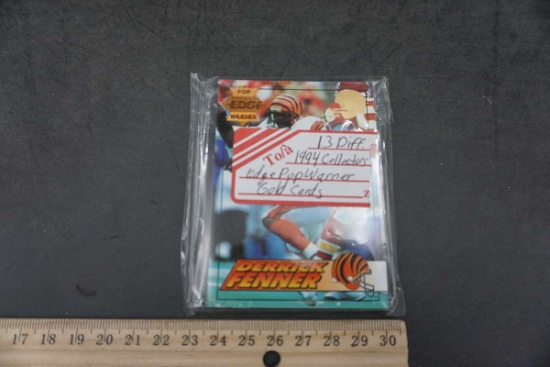 POP
EDGE
WARNER
To/à
13 Diff
1994 Collectors
Edge Pop Warner
Gold Cards
DERRICK
FENNER
17 18 19 20 21 22 23 24 25 26 27 28 29 30